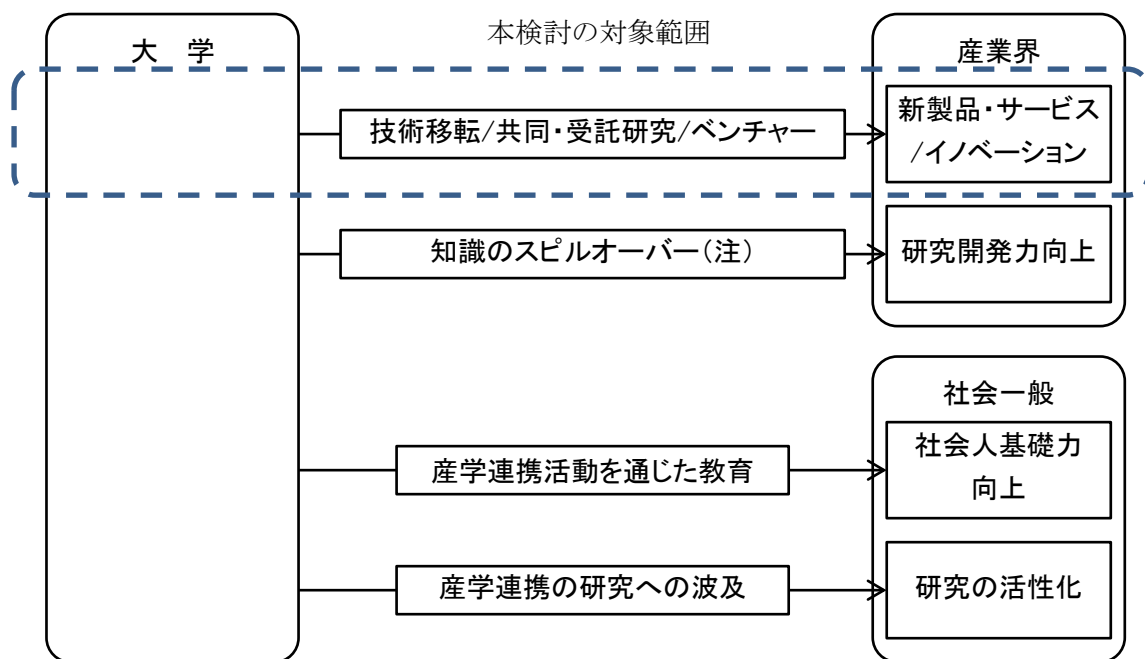 本検討の対象範囲
大　学
産業界
技術移転/共同・受託研究/ベンチャー
新製品・サービス
/イノベーション
知識のスピルオーバー（注）
研究開発力向上
社会一般
産学連携活動を通じた教育
社会人基礎力
向上
産学連携の研究への波及
研究の活性化